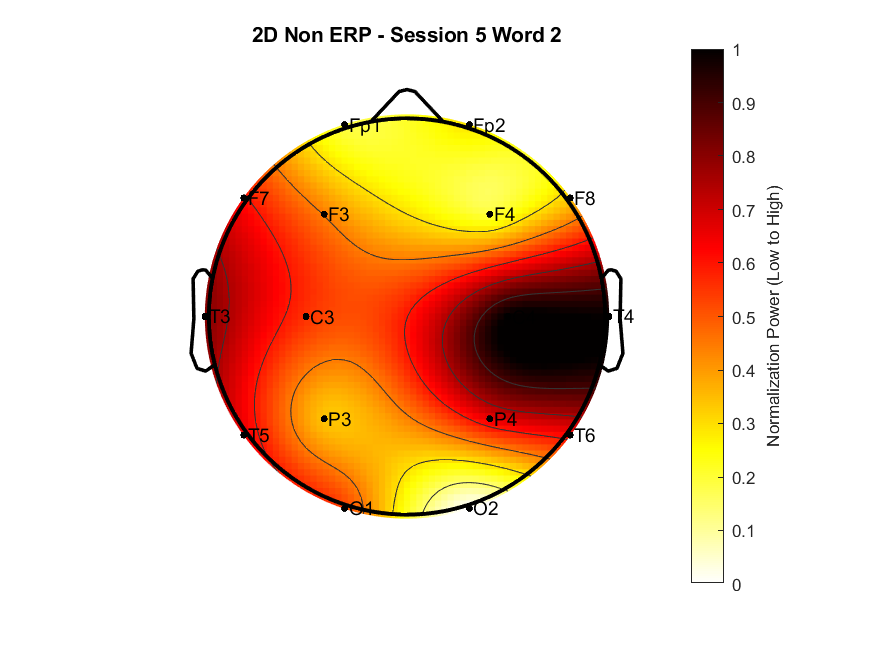 2D Non ERP - Session 5 Word 2
Fp1
Fp2
F7
F8
F3
F4
T3
C3
T4
P3
P4
T5
T6
O1
O2
1
0.9
0.8
0.7
0.6
0.5
0.4
0.3
0.2
0.1
0
Normalization Power (Low to High)